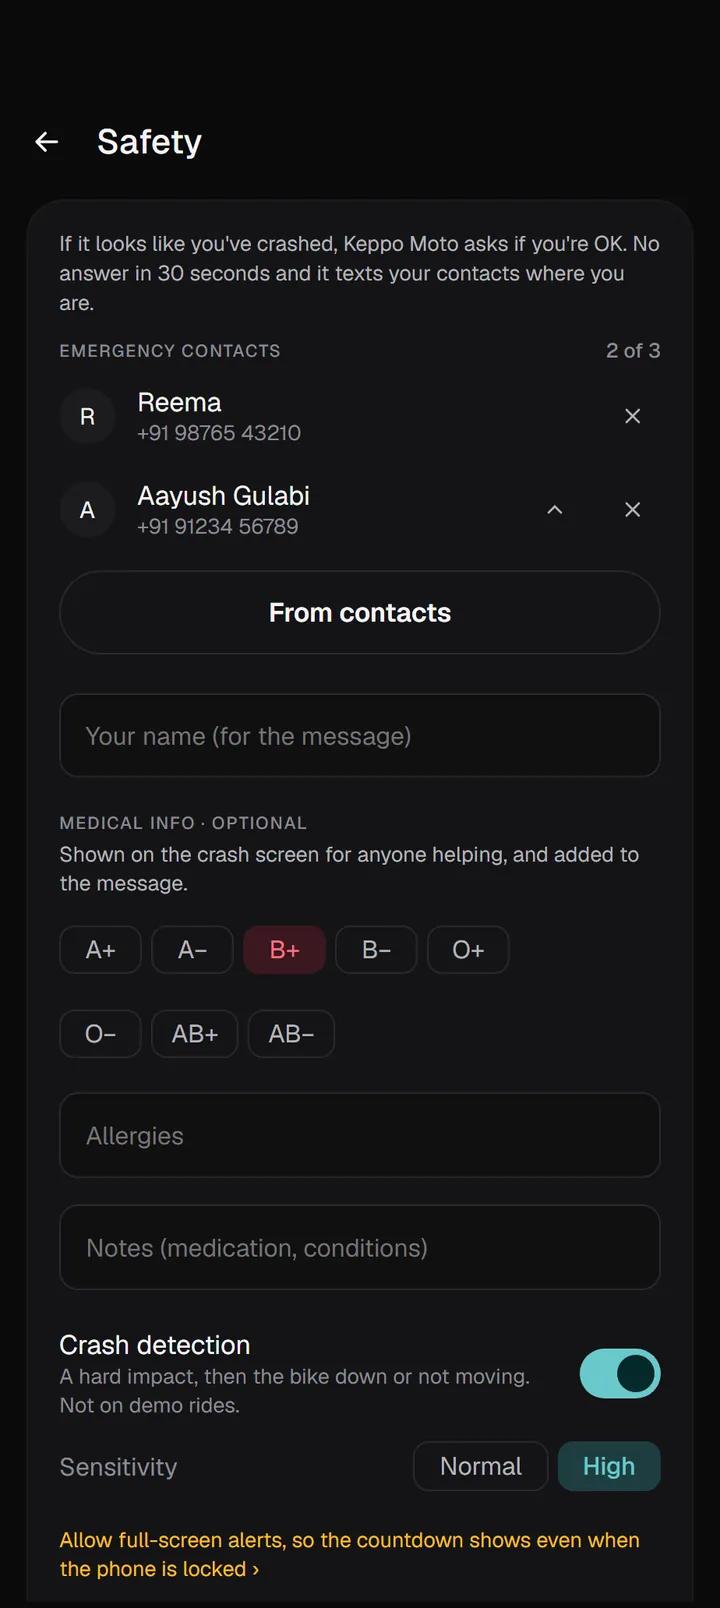 Safety
If it looks like you've crashed, Keppo Moto asks if you're OK. No
answer in 30 seconds and it texts your contacts where you
are.
EMERGENCY CONTACTS 2 of 3
R Reema
+91 98765 43210
A Aayush Gulabi
+91 91234 56789
From contacts
Your name (for the message)
MEDICAL INFO · OPTIONAL
Shown on the crash screen for anyone helping, and added to
the message.
A+ A− B+ B− O+
O− AB+ AB−
Allergies
Notes (medication, conditions)
Crash detection
A hard impact, then the bike down or not moving.
Not on demo rides.
Sensitivity Normal High
Allow full-screen alerts, so the countdown shows even when
the phone is locked ›